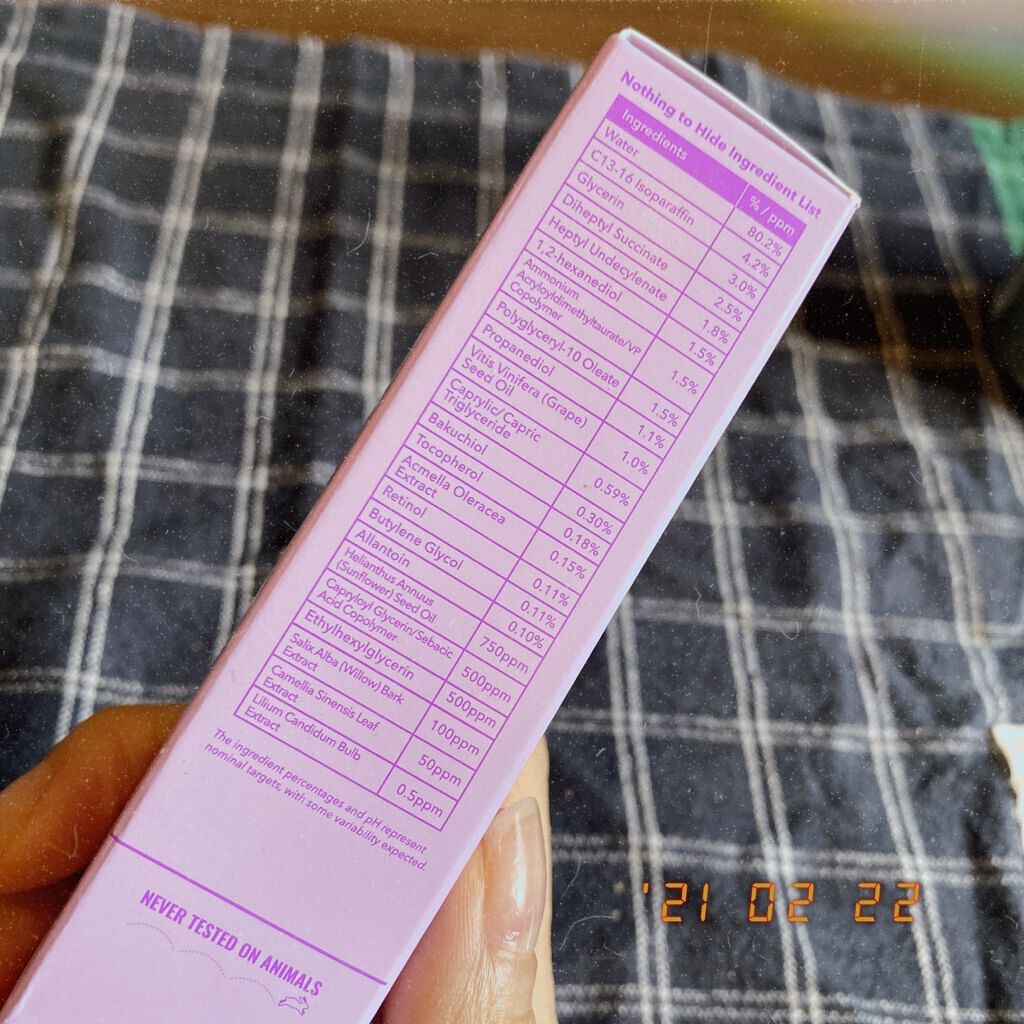 Nothing to Hide Ingredient List
Ingredients % / ppm
Water 80.2%
C13-16 Isoparaffin 4.2%
Glycerin 3.0%
Diheptyl Succinate 2.5%
Heptyl Undecylenate 1.8%
1,2-hexanediol 1.5%
Ammonium
Acryloyldimethyltaurate/VP
Copolymer 1.5%
Polyglyceryl-10 Oleate 1.5%
Propanediol 1.1%
Vitis Vinifera (Grape)
Seed Oil 1.0%
Caprylic/ Capric
Triglyceride 0.59%
Bakuchiol 0.30%
Tocopherol 0.18%
Acmella Oleracea
Extract 0.15%
Retinol 0.11%
Butylene Glycol 0.11%
Allantoin 0.10%
Helianthus Annuus
(Sunflower) Seed Oil 750ppm
Capryloyl Glycerin/Sebacic
Acid Copolymer 500ppm
Ethylhexylglycerin 500ppm
Salix Alba (Willow) Bark
Extract 100ppm
Camellia Sinensis Leaf
Extract 50ppm
Lilium Candidum Bulb
Extract 0.5ppm
The ingredient percentages and pH represent
nominal targets, with some variability expected.
NEVER TESTED ON ANIMALS
'21 02 22